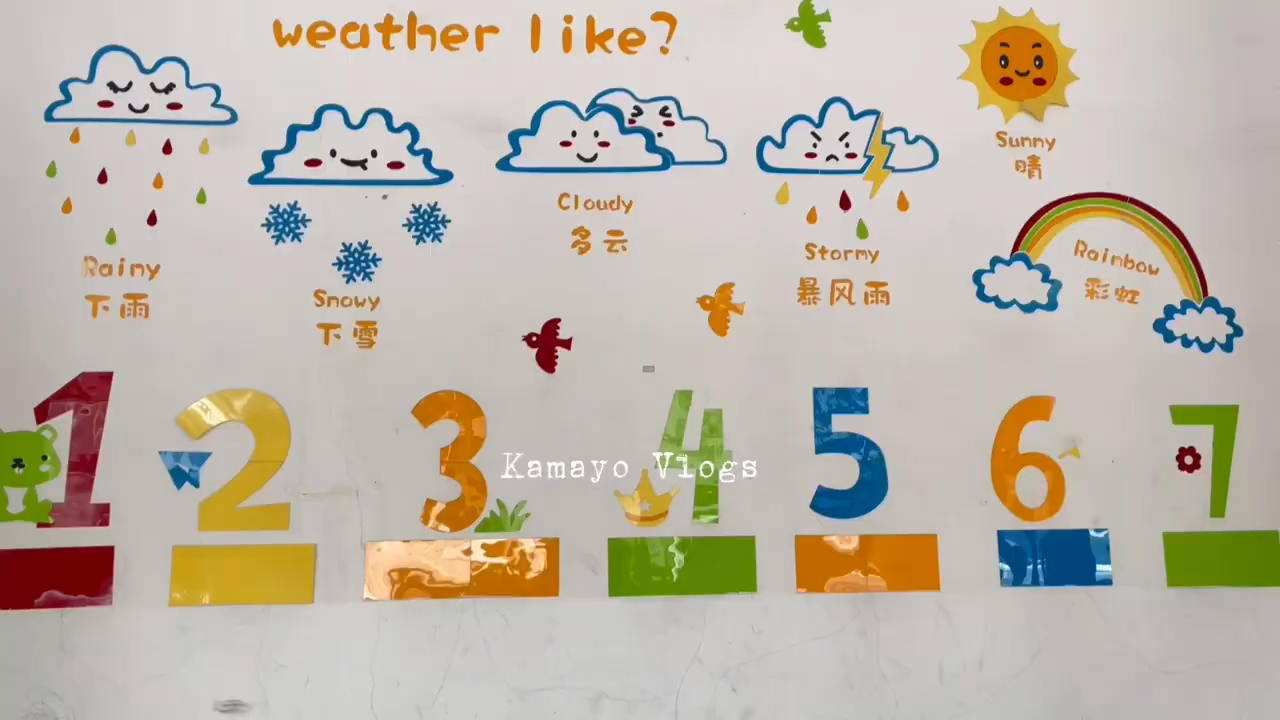 weather like?
Rainy
下雨
Snowy
下雪
Cloudy
多云
Stormy
暴风雨
Sunny
晴
Rainbow
彩虹
1 2 3 4 5 6 7
Kamayo Vlogs